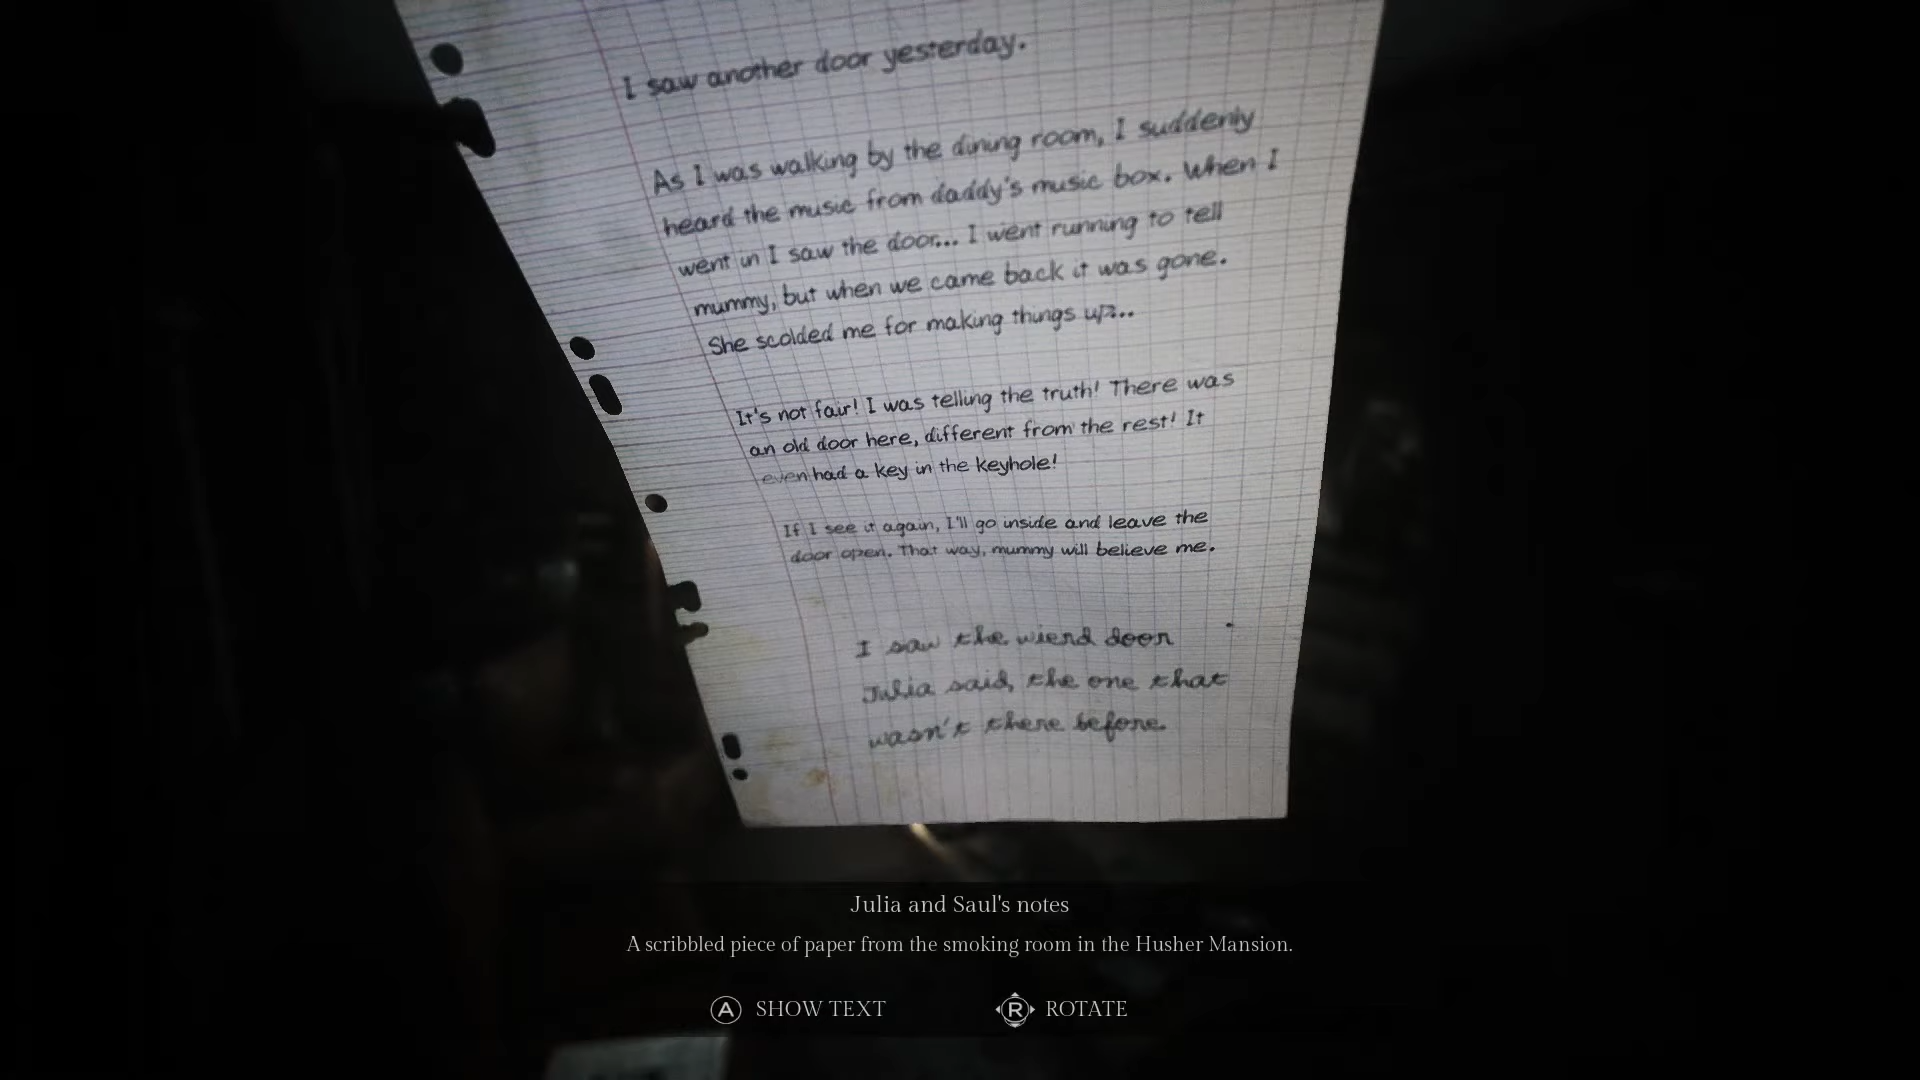 I saw another door yesterday.
As I was walking by the dining room, I suddenly
heard the music from daddy's music box. When I
went in I saw the door... I went running to tell
mummy, but when we came back it was gone.
She scolded me for making things up...
It's not fair! I was telling the truth! There was
an old door here, different from the rest! It
even had a key in the keyhole!
If I see it again, I'll go inside and leave the
door open. That way, mummy will believe me.
I saw the wierd door
Julia said, the one that
wasn't there before.
Julia and Saul's notes
A scribbled piece of paper from the smoking room in the Husher Mansion.
A SHOW TEXT R ROTATE